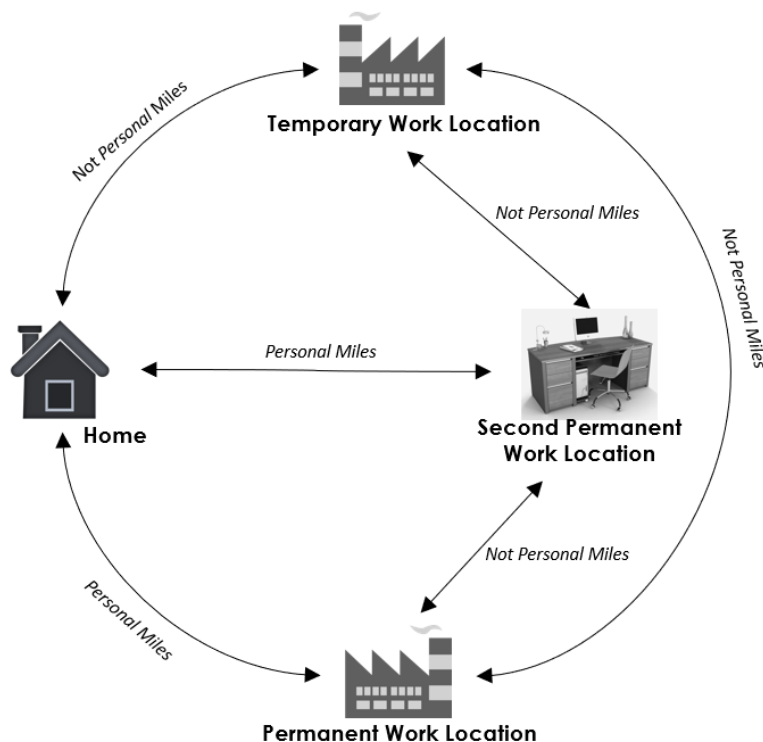 Temporary Work Location
Not Personal Miles
Not Personal Miles
Not Personal Miles
Personal Miles
Home
Second Permanent
Work Location
Not Personal Miles
Personal Miles
Permanent Work Location